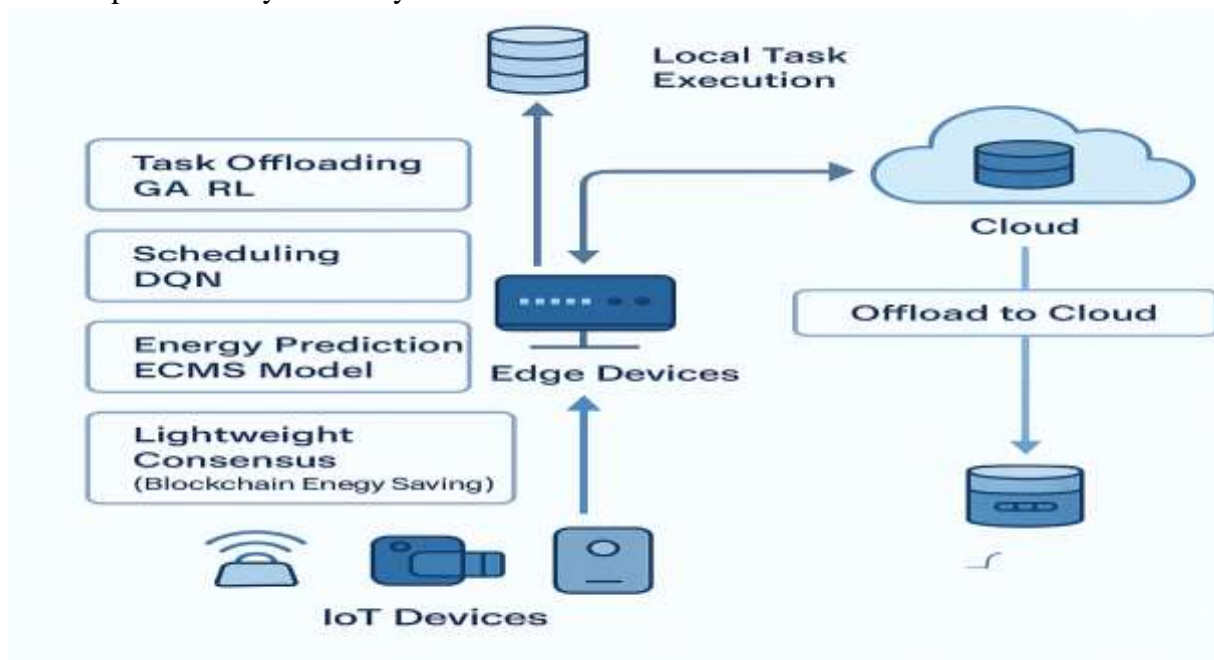 Local Task
Execution
Task Offloading
GA RL
Scheduling
DQN
Energy Prediction
ECMS Model
Lightweight
Consensus
(Blockchain Enegy Saving)
Edge Devices
Cloud
Offload to Cloud
IoT Devices